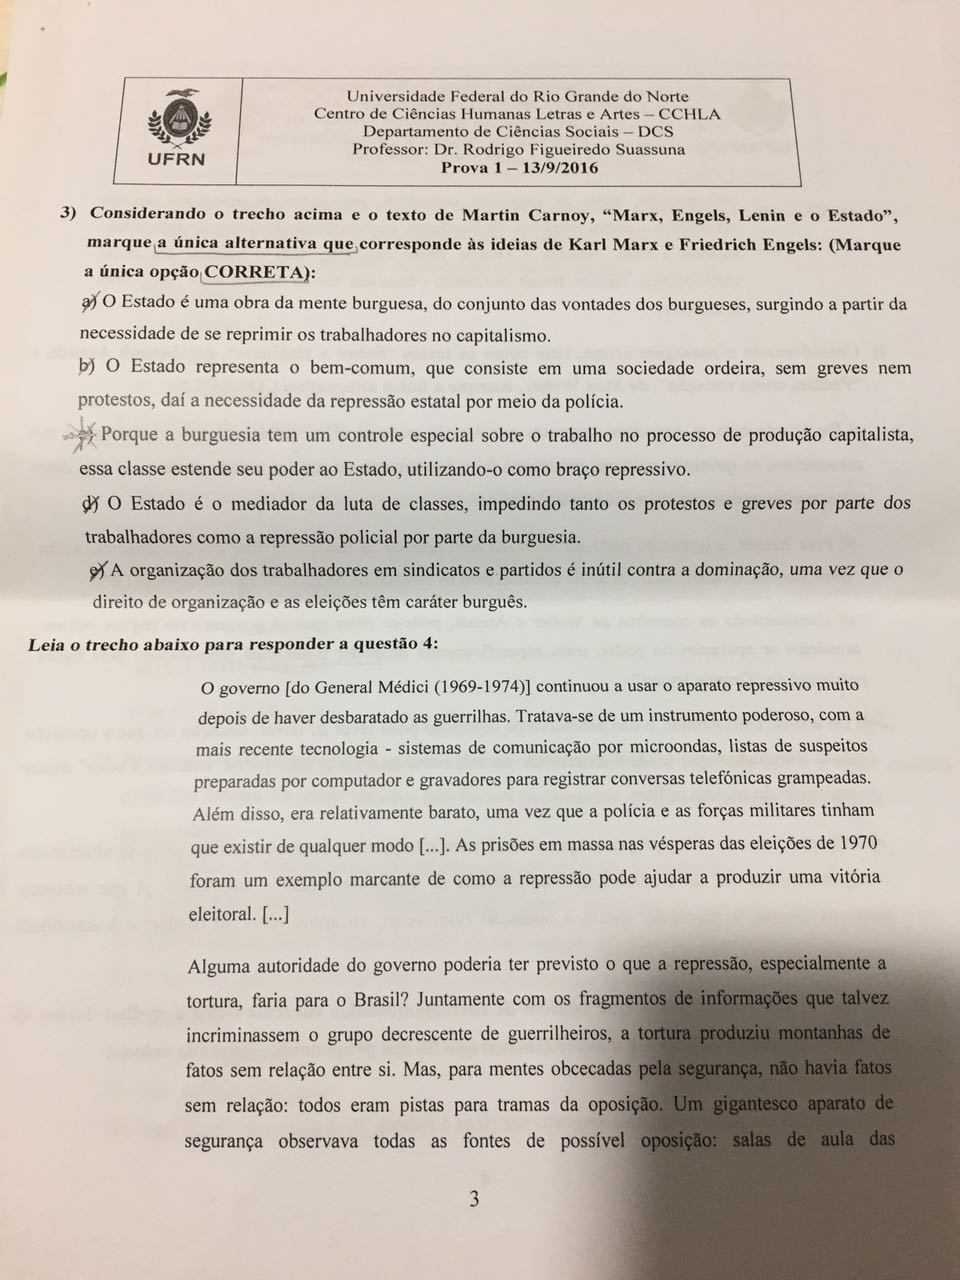 UFRN
Universidade Federal do Rio Grande do Norte
Centro de Ciências Humanas Letras e Artes – CCHLA
Departamento de Ciências Sociais – DCS
Professor: Dr. Rodrigo Figueiredo Suassuna
Prova 1 – 13/9/2016
3) Considerando o trecho acima e o texto de Martin Carnoy, “Marx, Engels, Lenin e o Estado”,
marque a única alternativa que corresponde às ideias de Karl Marx e Friedrich Engels: (Marque
a única opção CORRETA):
a) O Estado é uma obra da mente burguesa, do conjunto das vontades dos burgueses, surgindo a partir da
necessidade de se reprimir os trabalhadores no capitalismo.
b) O Estado representa o bem-comum, que consiste em uma sociedade ordeira, sem greves nem
protestos, daí a necessidade da repressão estatal por meio da polícia.
c) Porque a burguesia tem um controle especial sobre o trabalho no processo de produção capitalista,
essa classe estende seu poder ao Estado, utilizando-o como braço repressivo.
d) O Estado é o mediador da luta de classes, impedindo tanto os protestos e greves por parte dos
trabalhadores como a repressão policial por parte da burguesia.
e) A organização dos trabalhadores em sindicatos e partidos é inútil contra a dominação, uma vez que o
direito de organização e as eleições têm caráter burguês.
Leia o trecho abaixo para responder a questão 4:
O governo [do General Médici (1969-1974)] continuou a usar o aparato repressivo muito
depois de haver desbaratado as guerrilhas. Tratava-se de um instrumento poderoso, com a
mais recente tecnologia - sistemas de comunicação por microondas, listas de suspeitos
preparadas por computador e gravadores para registrar conversas telefónicas grampeadas.
Além disso, era relativamente barato, uma vez que a polícia e as forças militares tinham
que existir de qualquer modo [...]. As prisões em massa nas vésperas das eleições de 1970
foram um exemplo marcante de como a repressão pode ajudar a produzir uma vitória
eleitoral. [...]
Alguma autoridade do governo poderia ter previsto o que a repressão, especialmente a
tortura, faria para o Brasil? Juntamente com os fragmentos de informações que talvez
incriminassem o grupo decrescente de guerrilheiros, a tortura produziu montanhas de
fatos sem relação entre si. Mas, para mentes obcecadas pela segurança, não havia fatos
sem relação: todos eram pistas para tramas da oposição. Um gigantesco aparato de
segurança observava todas as fontes de possível oposição: salas de aula das
3